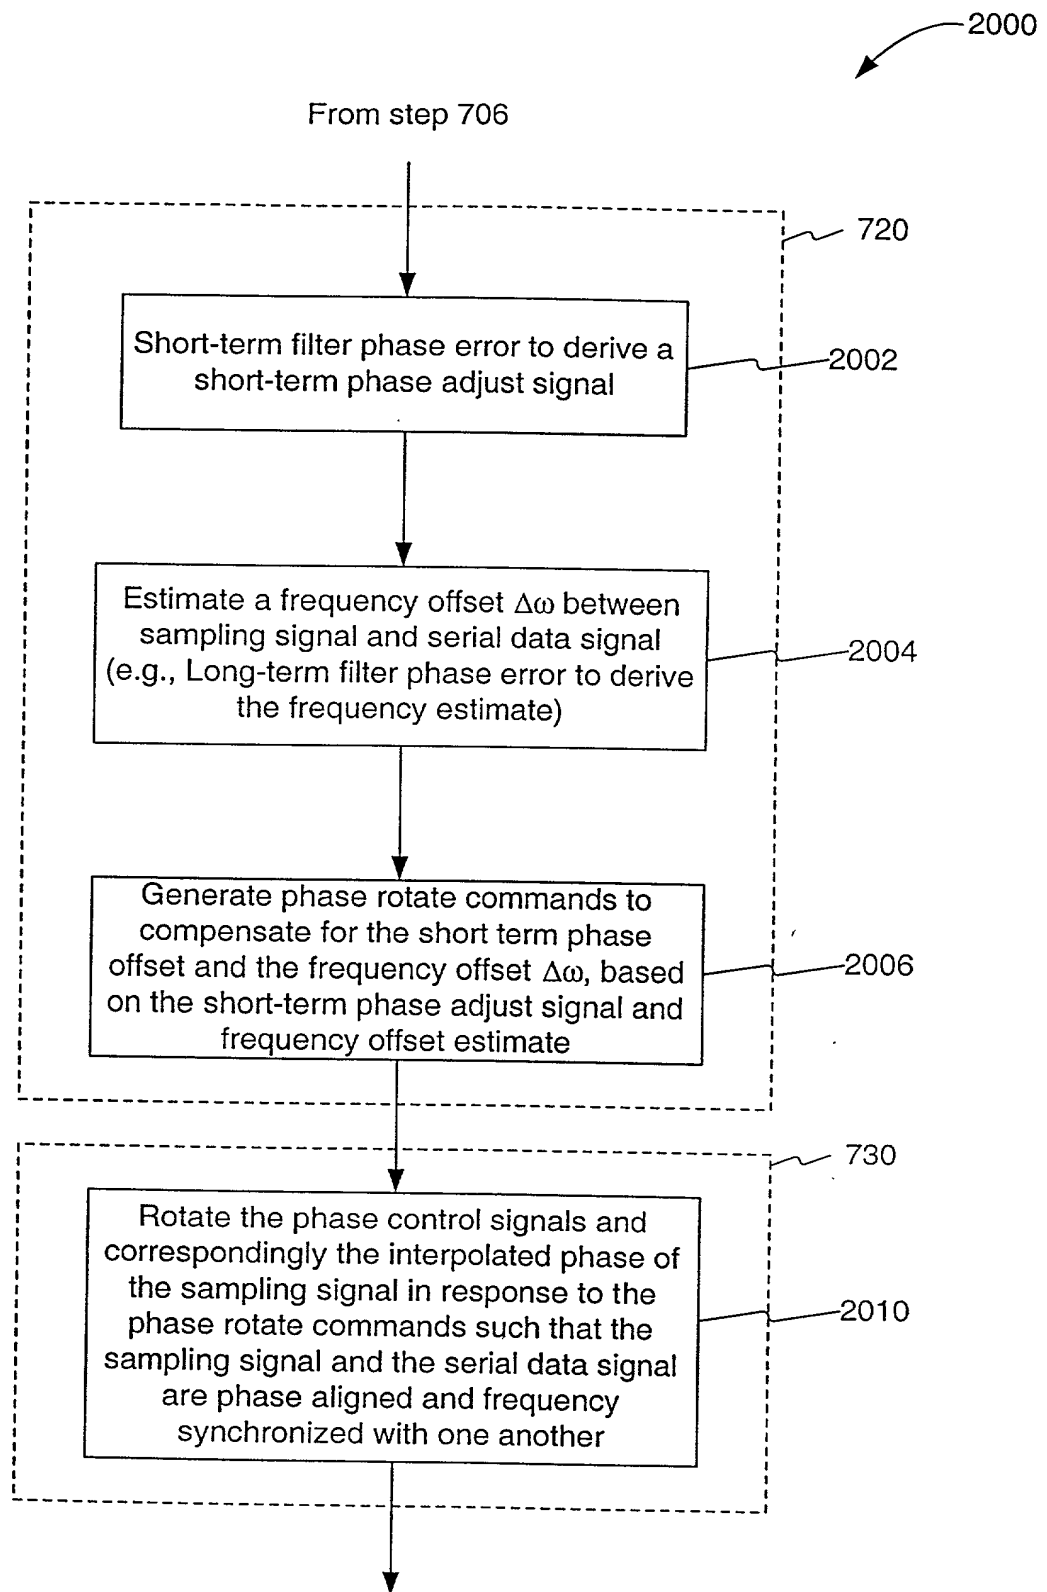 2000
From step 706
720
Short-term filter phase error to derive a
short-term phase adjust signal
2002
Estimate a frequency offset Δω between
sampling signal and serial data signal
(e.g., Long-term filter phase error to derive
the frequency estimate)
2004
Generate phase rotate commands to
compensate for the short term phase
offset and the frequency offset Δω, based
on the short-term phase adjust signal and
frequency offset estimate
2006
730
Rotate the phase control signals and
correspondingly the interpolated phase of
the sampling signal in response to the
phase rotate commands such that the
sampling signal and the serial data signal
are phase aligned and frequency
synchronized with one another
2010